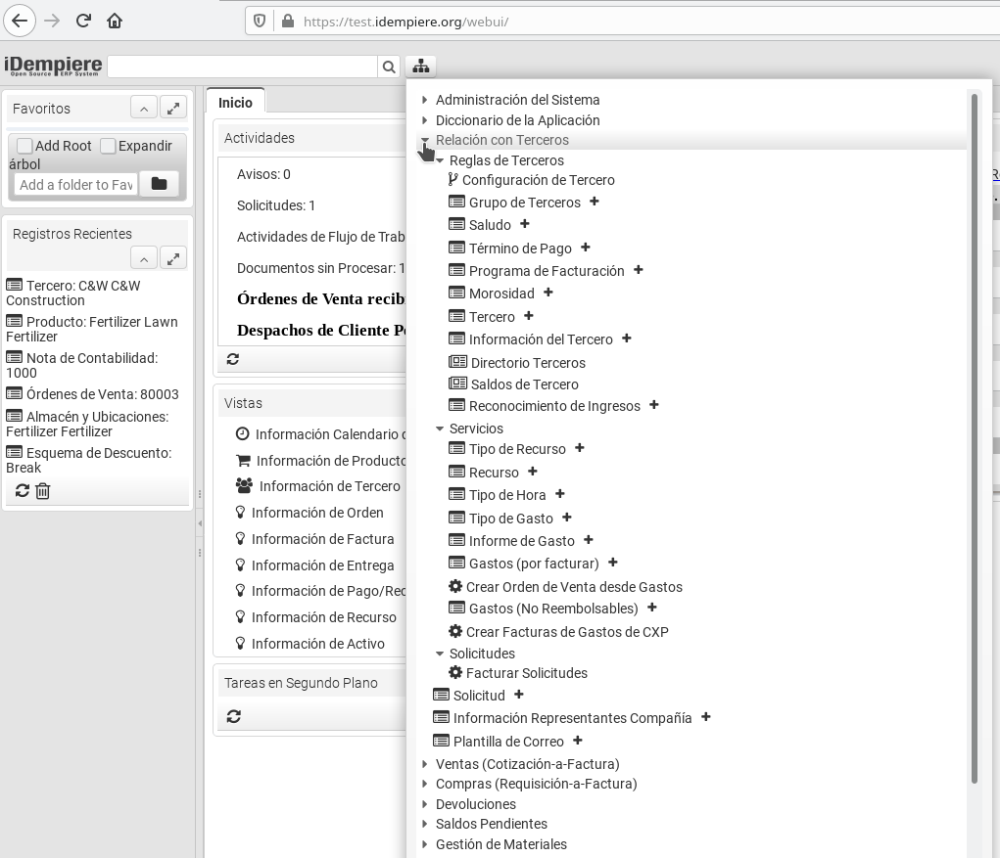 https://test.idempiere.org/webui/
iDempiere
Open Source ERP System
Favoritos
Add Root Expandir
árbol
Add a folder to Fav
Registros Recientes
Tercero: C&W C&W
Construction
Producto: Fertilizer Lawn
Fertilizer
Nota de Contabilidad:
1000
Órdenes de Venta: 80003
Almacén y Ubicaciones:
Fertilizer Fertilizer
Esquema de Descuento:
Break
Inicio
Actividades
Avisos: 0
Solicitudes: 1
Actividades de Flujo de Trab
Documentos sin Procesar: 1
Órdenes de Venta recib
Despachos de Cliente Pe
Vistas
Información Calendario
Información de Producto
Información de Tercero
Información de Orden
Información de Factura
Información de Entrega
Información de Pago/Rec
Información de Recurso
Información de Activo
Tareas en Segundo Plano
Administración del Sistema
Diccionario de la Aplicación
Relación con Terceros
Reglas de Terceros
Configuración de Tercero
Grupo de Terceros
Saludo
Término de Pago
Programa de Facturación
Morosidad
Tercero
Información del Tercero
Directorio Terceros
Saldos de Tercero
Reconocimiento de Ingresos
Servicios
Tipo de Recurso
Recurso
Tipo de Hora
Tipo de Gasto
Informe de Gasto
Gastos (por facturar)
Crear Orden de Venta desde Gastos
Gastos (No Reembolsables)
Crear Facturas de Gastos de CXP
Solicitudes
Facturar Solicitudes
Solicitud
Información Representantes Compañía
Plantilla de Correo
Ventas (Cotización-a-Factura)
Compras (Requisición-a-Factura)
Devoluciones
Saldos Pendientes
Gestión de Materiales